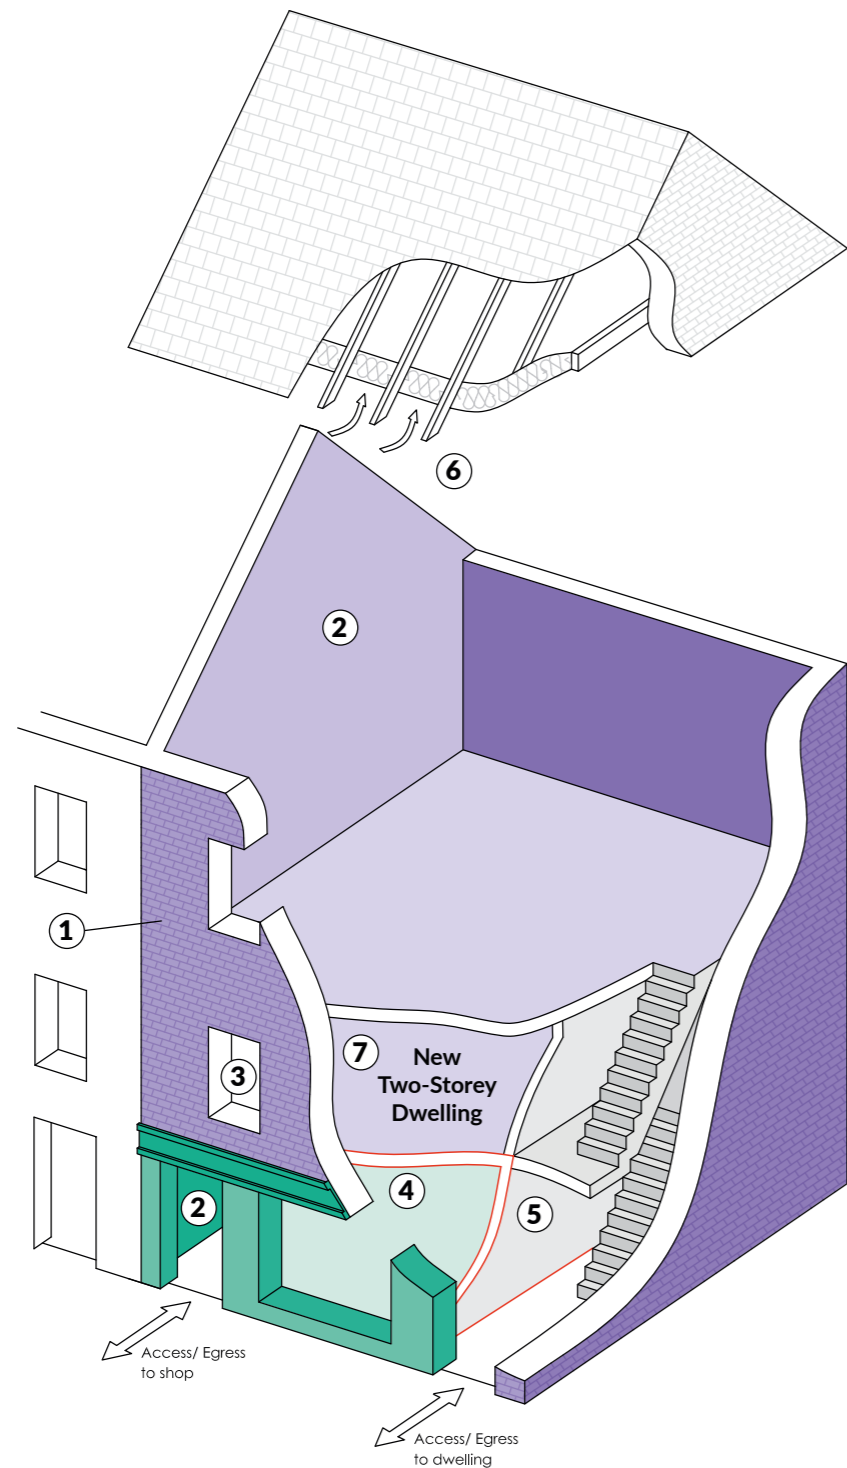 6
2
1
7
New
Two-Storey
Dwelling
3
4
2
5
Access/ Egress
to shop
Access/ Egress
to dwelling